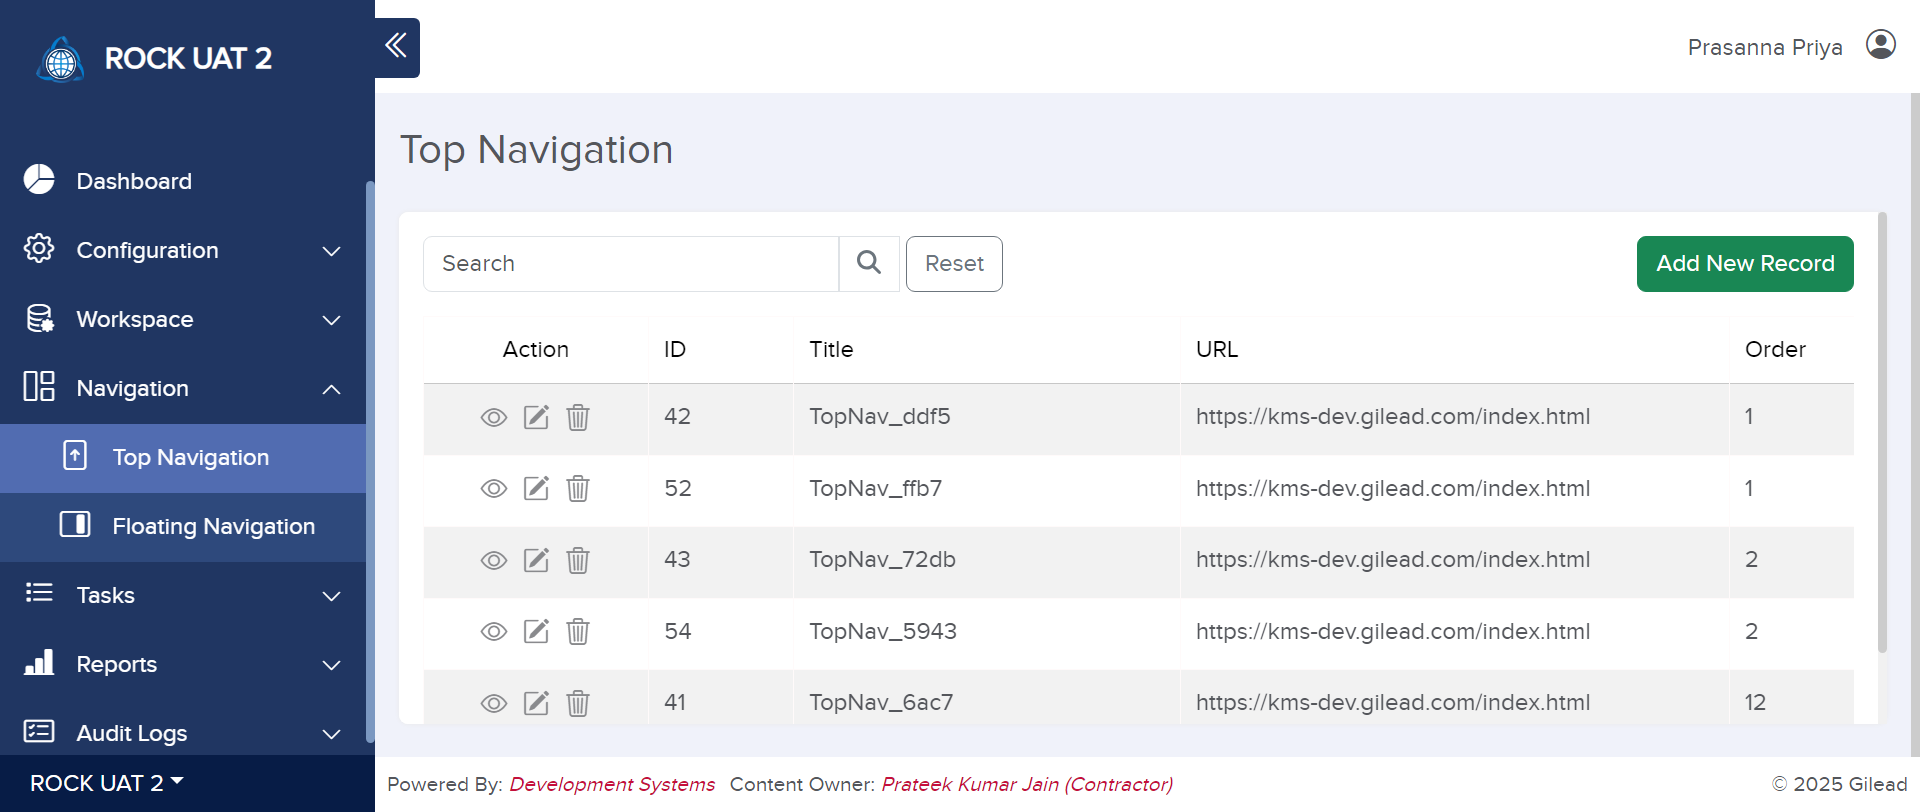 ROCK UAT 2
Prasanna Priya
Dashboard
Configuration
Workspace
Navigation
Top Navigation
Floating Navigation
Tasks
Reports
Audit Logs
ROCK UAT 2
Top Navigation
Search
Reset
Add New Record
Action ID Title URL Order
42 TopNav_ddf5 https://kms-dev.gilead.com/index.html 1
52 TopNav_ffb7 https://kms-dev.gilead.com/index.html 1
43 TopNav_72db https://kms-dev.gilead.com/index.html 2
54 TopNav_5943 https://kms-dev.gilead.com/index.html 2
41 TopNav_6ac7 https://kms-dev.gilead.com/index.html 12
Powered By: Development Systems Content Owner: Prateek Kumar Jain (Contractor)
© 2025 Gilead